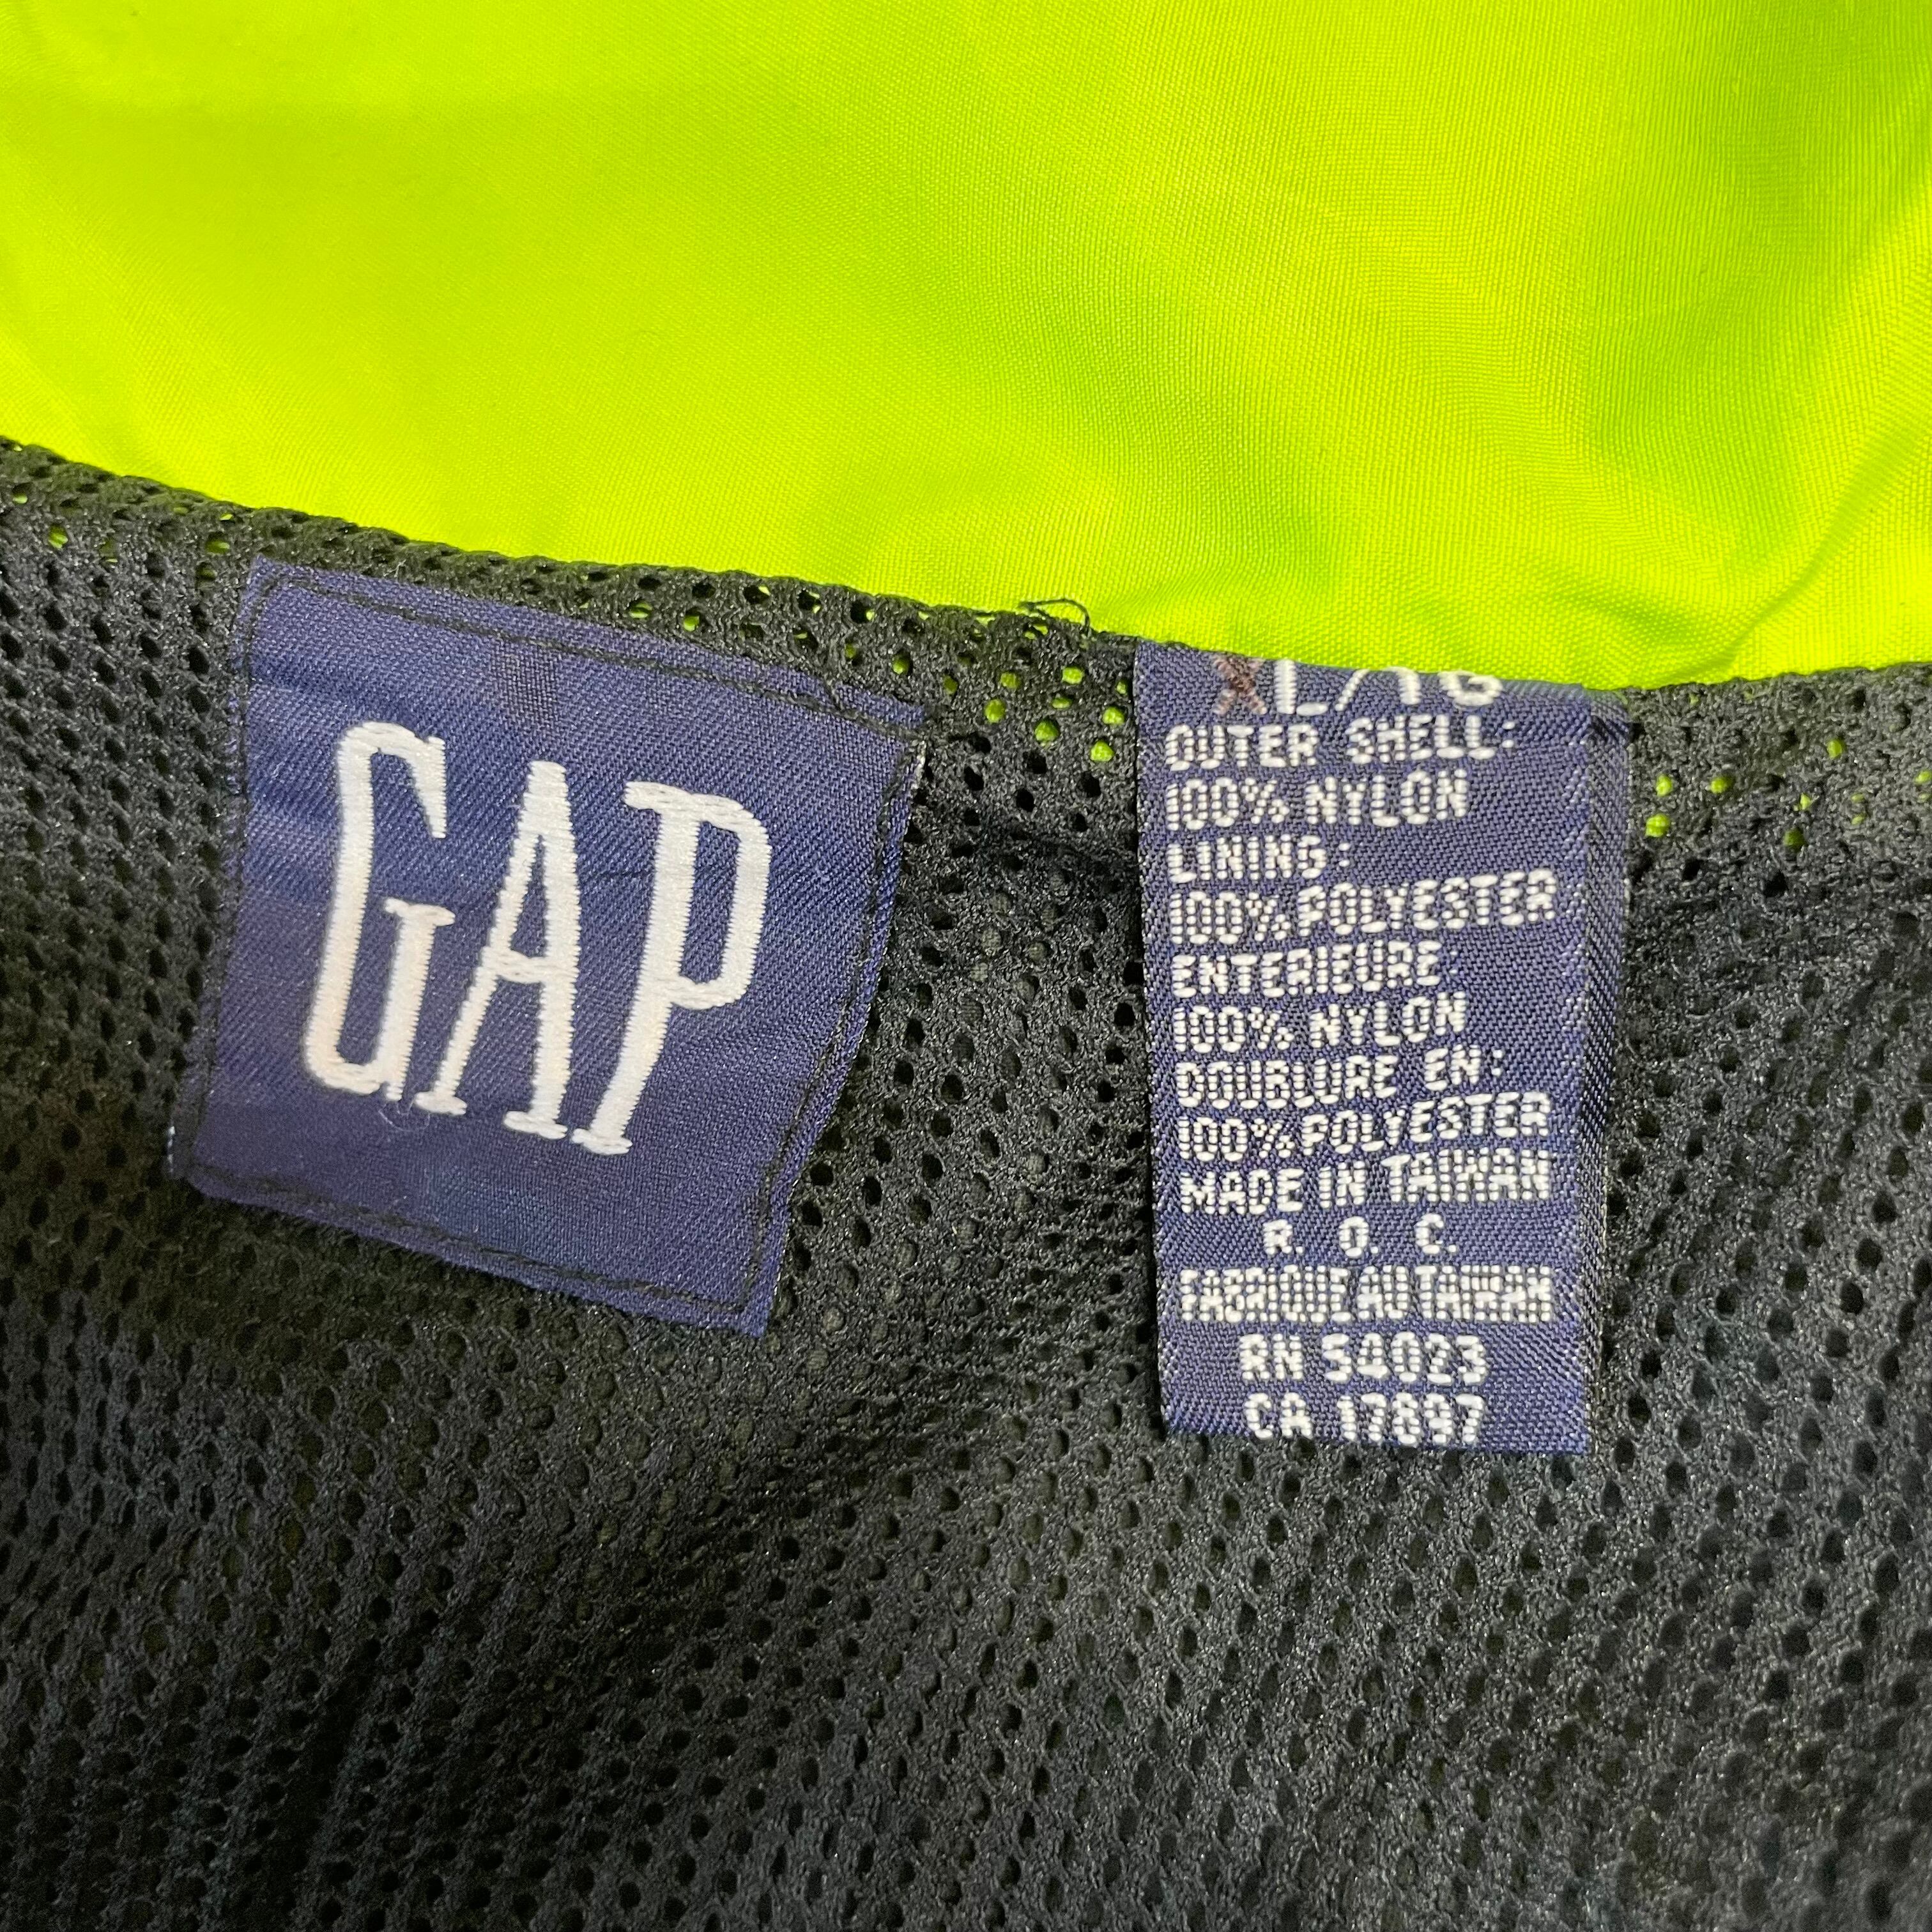 GAP
XL/TG
OUTER SHELL:
100% NYLON
LINING:
100% POLYESTER
ENTERIEURE:
100% NYLON
DOUBLURE EN:
100% POLYESTER
MADE IN TAIWAN
R. O. C.
FABRIQUE AU TAIWAN
RN 54023
CA 17897